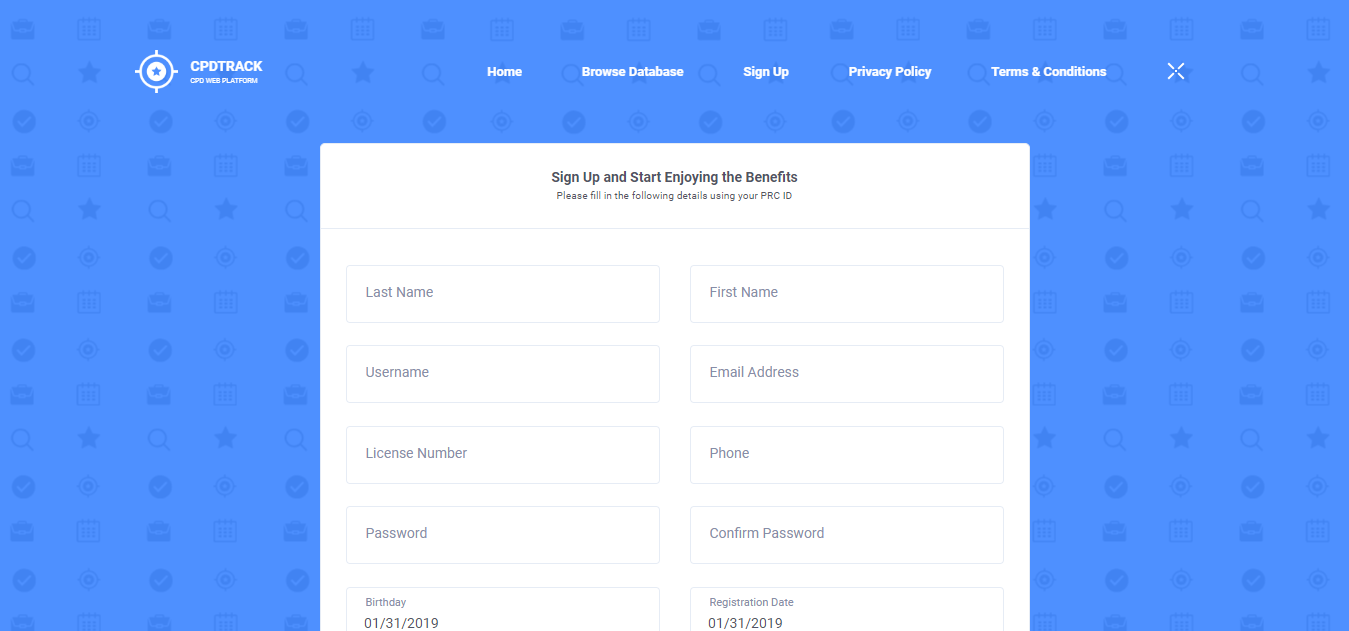 CPDTRACK
CPD WEB PLATFORM
Home
Browse Database
Sign Up
Privacy Policy
Terms & Conditions
Sign Up and Start Enjoying the Benefits
Please fill in the following details using your PRC ID
Last Name
First Name
Username
Email Address
License Number
Phone
Password
Confirm Password
Birthday
Registration Date
01/31/2019
01/31/2019